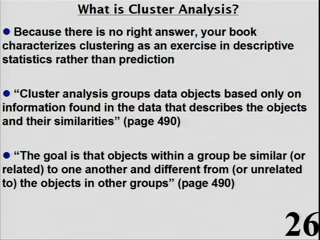 What is Cluster Analysis?
● Because there is no right answer, your book
characterizes clustering as an exercise in descriptive
statistics rather than prediction
● “Cluster analysis groups data objects based only on
information found in the data that describes the objects
and their similarities” (page 490)
● “The goal is that objects within a group be similar (or
related) to one another and different from (or unrelated
to) the objects in other groups” (page 490)
26